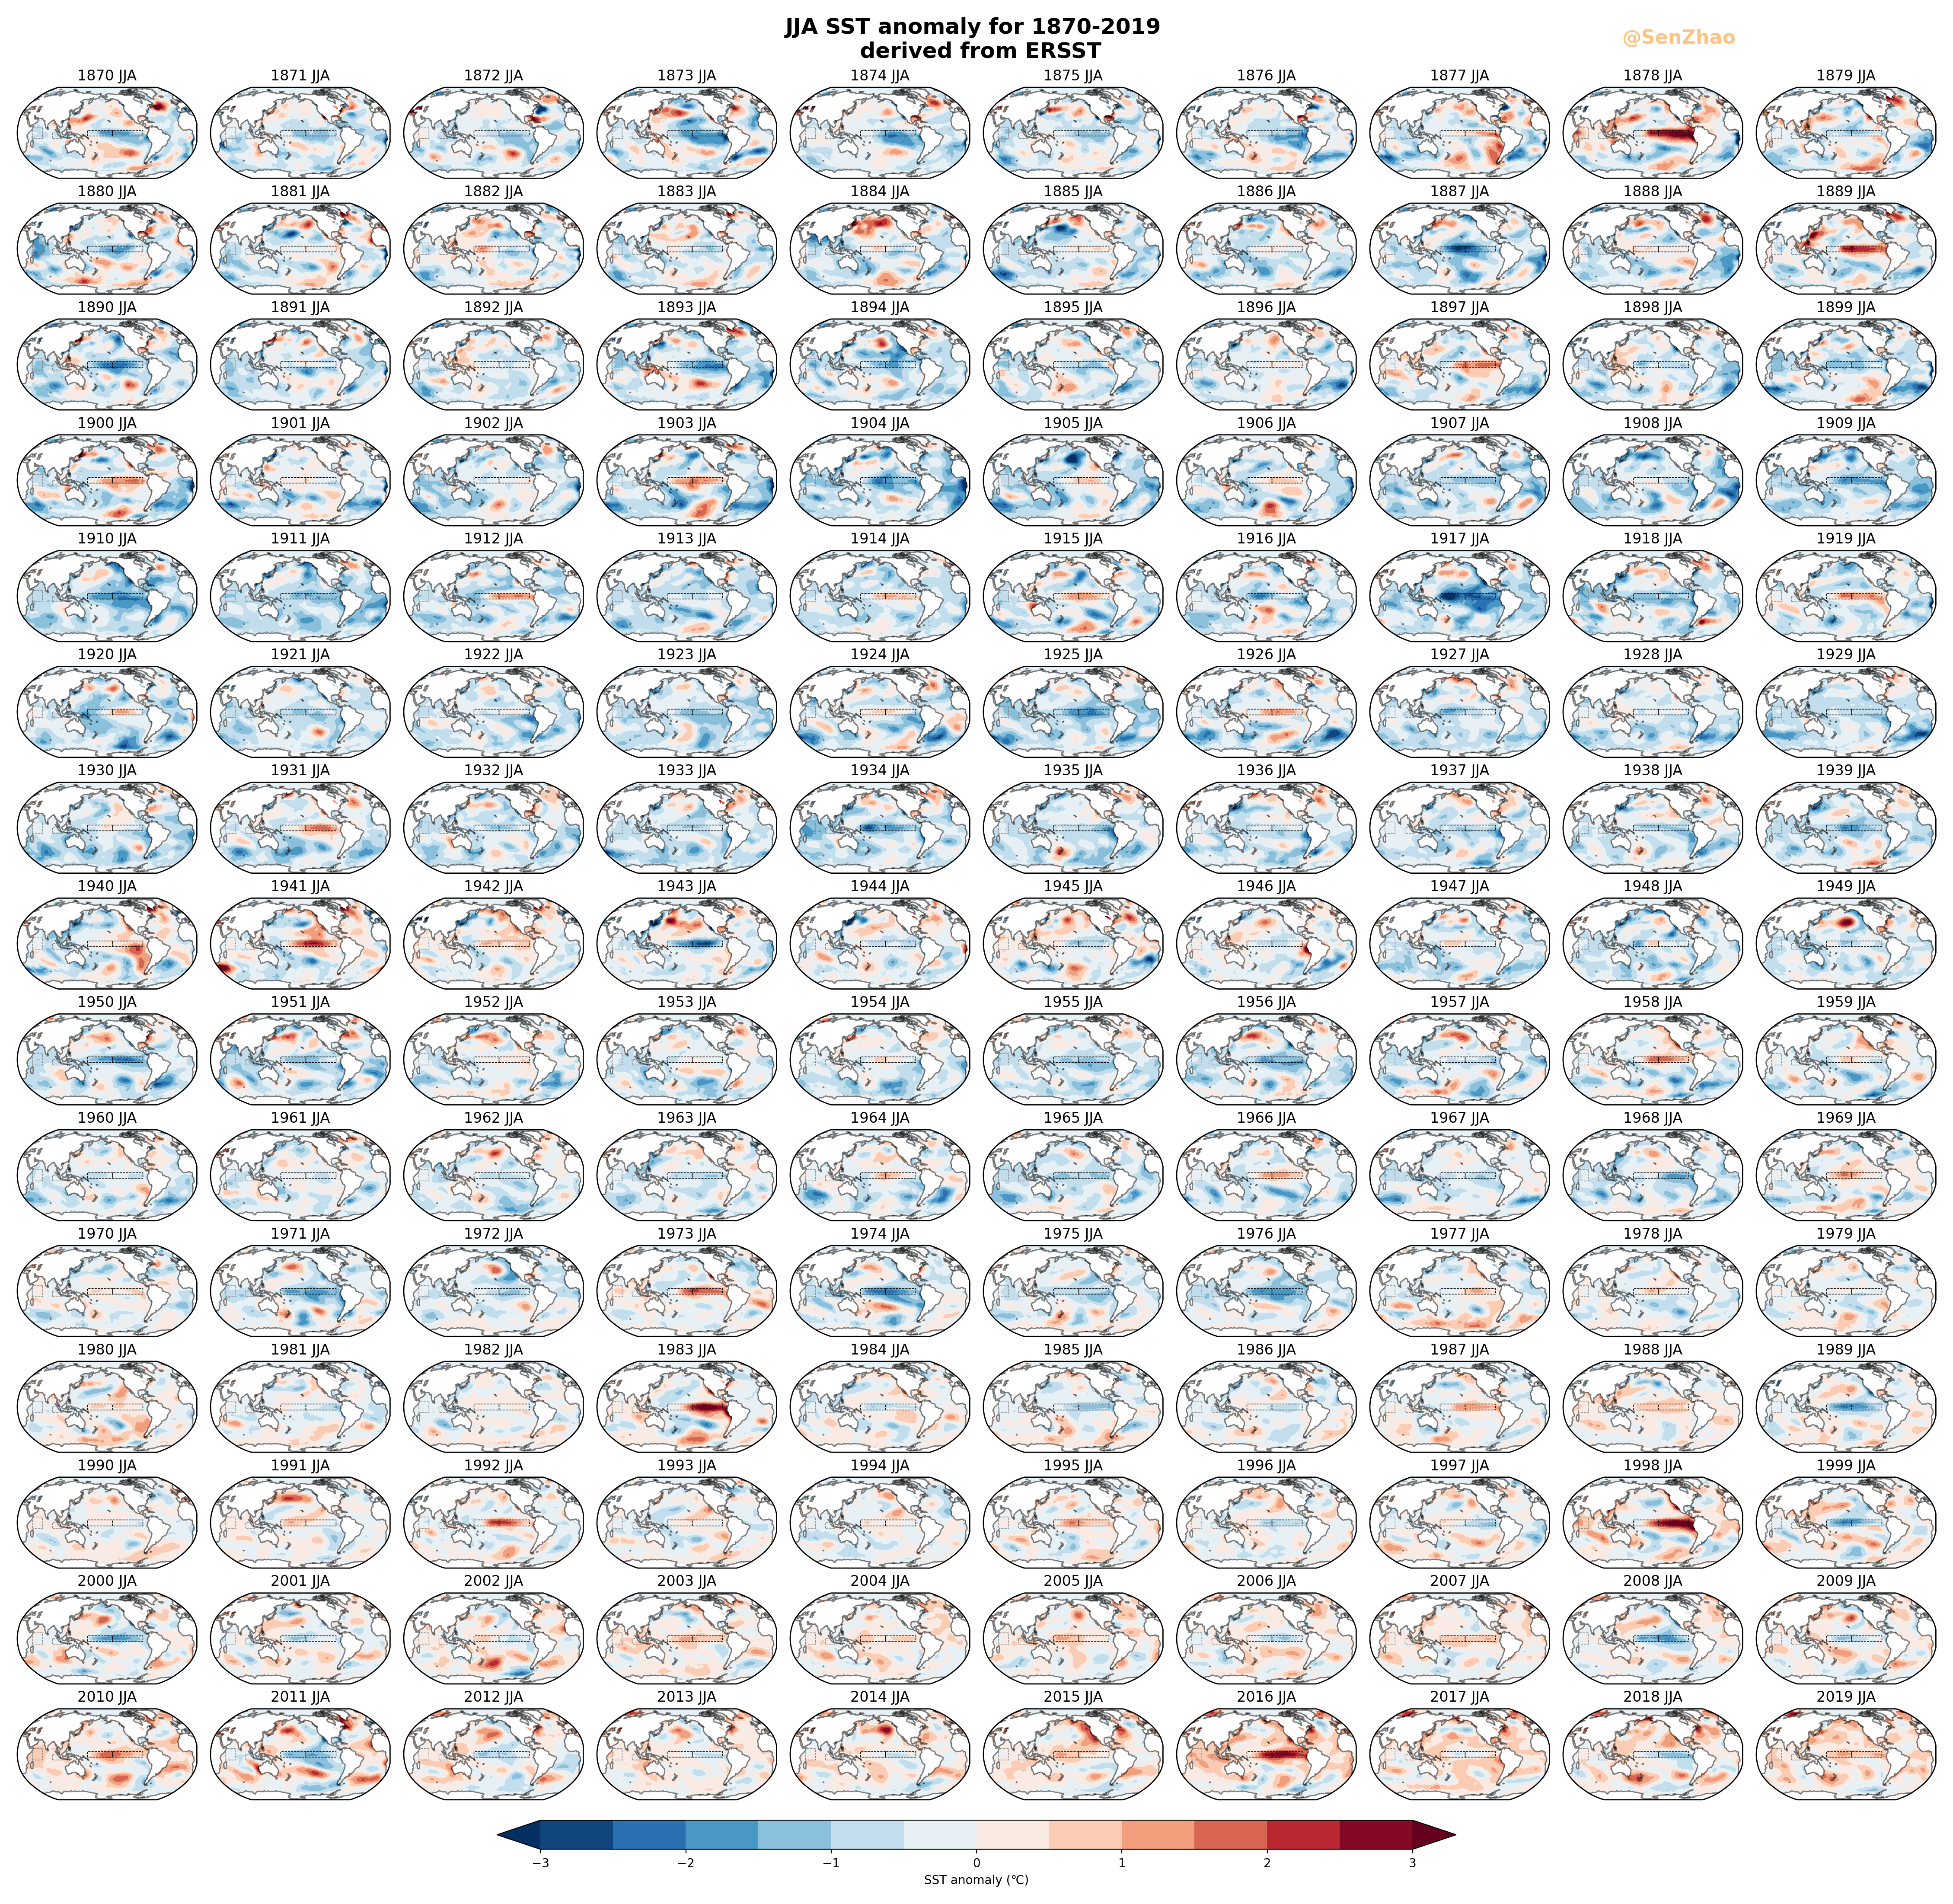 JJA SST anomaly for 1870-2019
derived from ERSST
@SenZhao
1870 JJA 1871 JJA 1872 JJA 1873 JJA 1874 JJA 1875 JJA 1876 JJA 1877 JJA 1878 JJA 1879 JJA
1880 JJA 1881 JJA 1882 JJA 1883 JJA 1884 JJA 1885 JJA 1886 JJA 1887 JJA 1888 JJA 1889 JJA
1890 JJA 1891 JJA 1892 JJA 1893 JJA 1894 JJA 1895 JJA 1896 JJA 1897 JJA 1898 JJA 1899 JJA
1900 JJA 1901 JJA 1902 JJA 1903 JJA 1904 JJA 1905 JJA 1906 JJA 1907 JJA 1908 JJA 1909 JJA
1910 JJA 1911 JJA 1912 JJA 1913 JJA 1914 JJA 1915 JJA 1916 JJA 1917 JJA 1918 JJA 1919 JJA
1920 JJA 1921 JJA 1922 JJA 1923 JJA 1924 JJA 1925 JJA 1926 JJA 1927 JJA 1928 JJA 1929 JJA
1930 JJA 1931 JJA 1932 JJA 1933 JJA 1934 JJA 1935 JJA 1936 JJA 1937 JJA 1938 JJA 1939 JJA
1940 JJA 1941 JJA 1942 JJA 1943 JJA 1944 JJA 1945 JJA 1946 JJA 1947 JJA 1948 JJA 1949 JJA
1950 JJA 1951 JJA 1952 JJA 1953 JJA 1954 JJA 1955 JJA 1956 JJA 1957 JJA 1958 JJA 1959 JJA
1960 JJA 1961 JJA 1962 JJA 1963 JJA 1964 JJA 1965 JJA 1966 JJA 1967 JJA 1968 JJA 1969 JJA
1970 JJA 1971 JJA 1972 JJA 1973 JJA 1974 JJA 1975 JJA 1976 JJA 1977 JJA 1978 JJA 1979 JJA
1980 JJA 1981 JJA 1982 JJA 1983 JJA 1984 JJA 1985 JJA 1986 JJA 1987 JJA 1988 JJA 1989 JJA
1990 JJA 1991 JJA 1992 JJA 1993 JJA 1994 JJA 1995 JJA 1996 JJA 1997 JJA 1998 JJA 1999 JJA
2000 JJA 2001 JJA 2002 JJA 2003 JJA 2004 JJA 2005 JJA 2006 JJA 2007 JJA 2008 JJA 2009 JJA
2010 JJA 2011 JJA 2012 JJA 2013 JJA 2014 JJA 2015 JJA 2016 JJA 2017 JJA 2018 JJA 2019 JJA
−3 −2 −1 0 1 2 3
SST anomaly (℃)